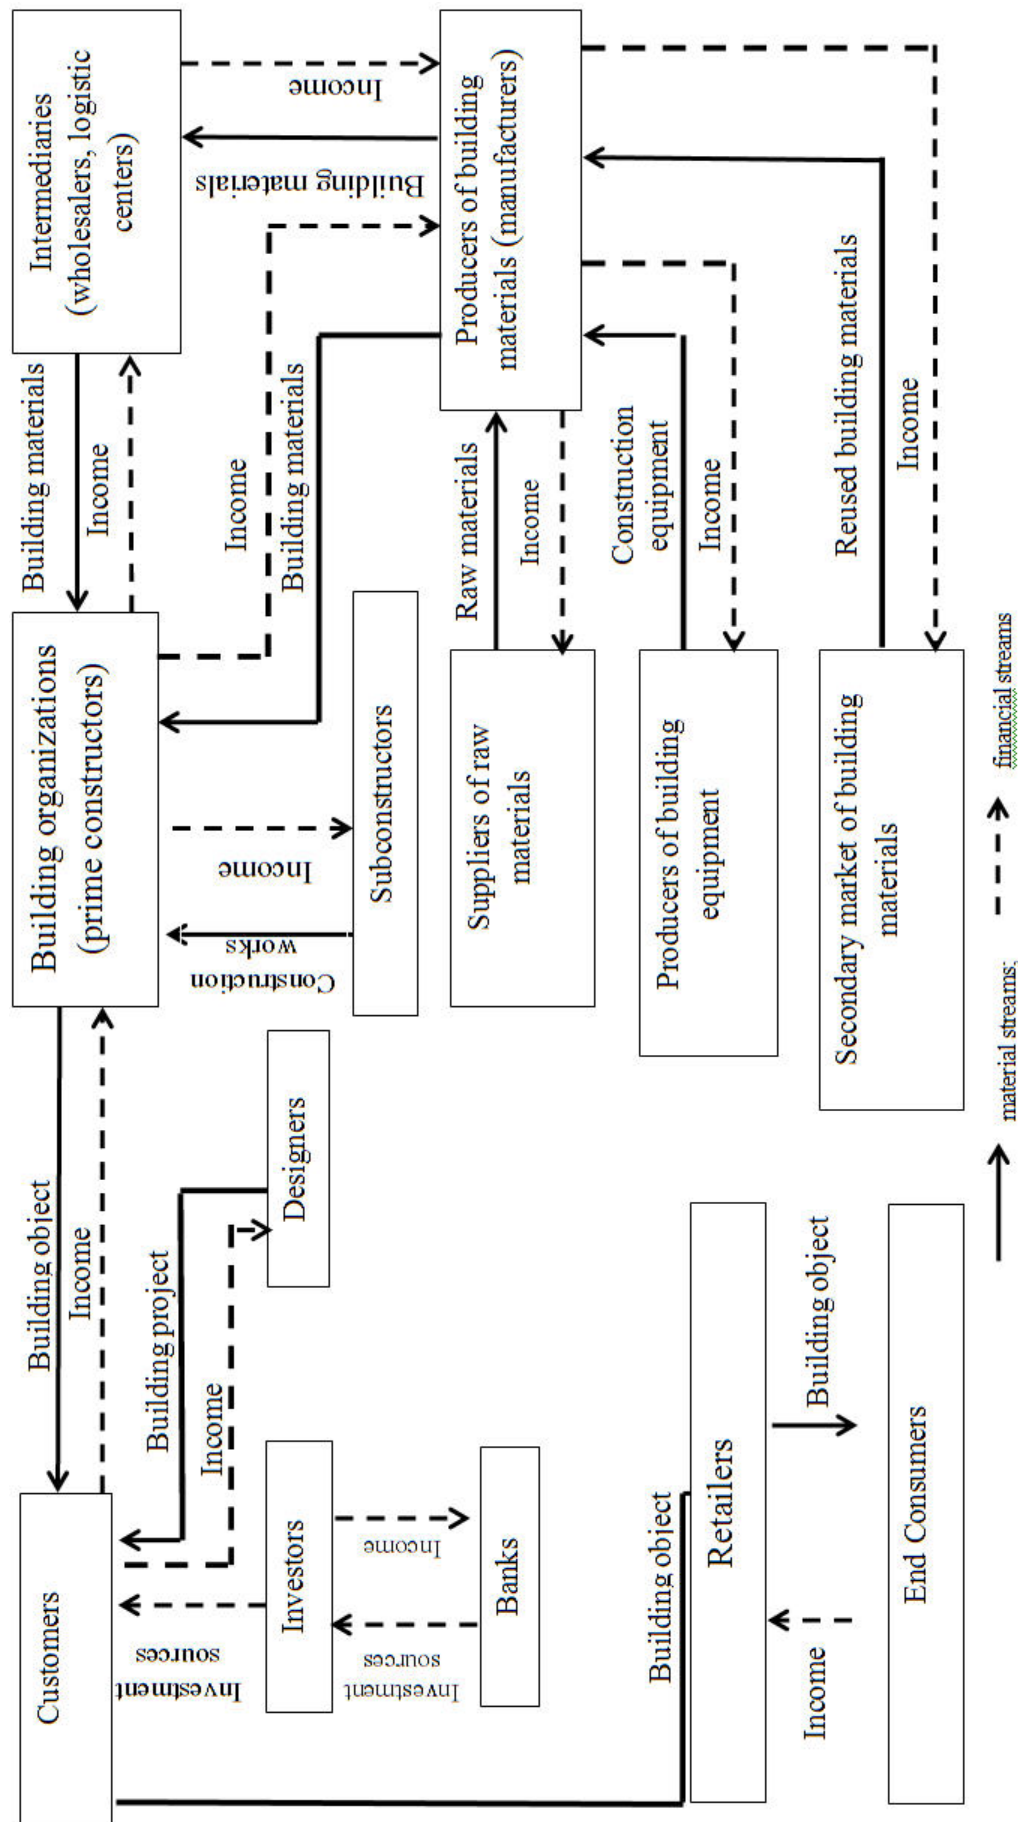 Customers
Building object
Income
Building organizations
(prime constructors)
Building materials
Income
Intermediaries
(wholesalers, logistic
centers)
Building project
Income
Designers
Investment
sources
Investors
Income
Investment
sources
Banks
Construction
works
Income
Subconstructors
Income
Building materials
Income
Building materials
Producers of building
materials (manufacturers)
Raw materials
Income
Suppliers of raw
materials
Construction
equipment
Income
Producers of building
equipment
Reused building materials
Income
Secondary market of building
materials
Building object
Retailers
Income
Building object
End Consumers
material streams;
financial streams